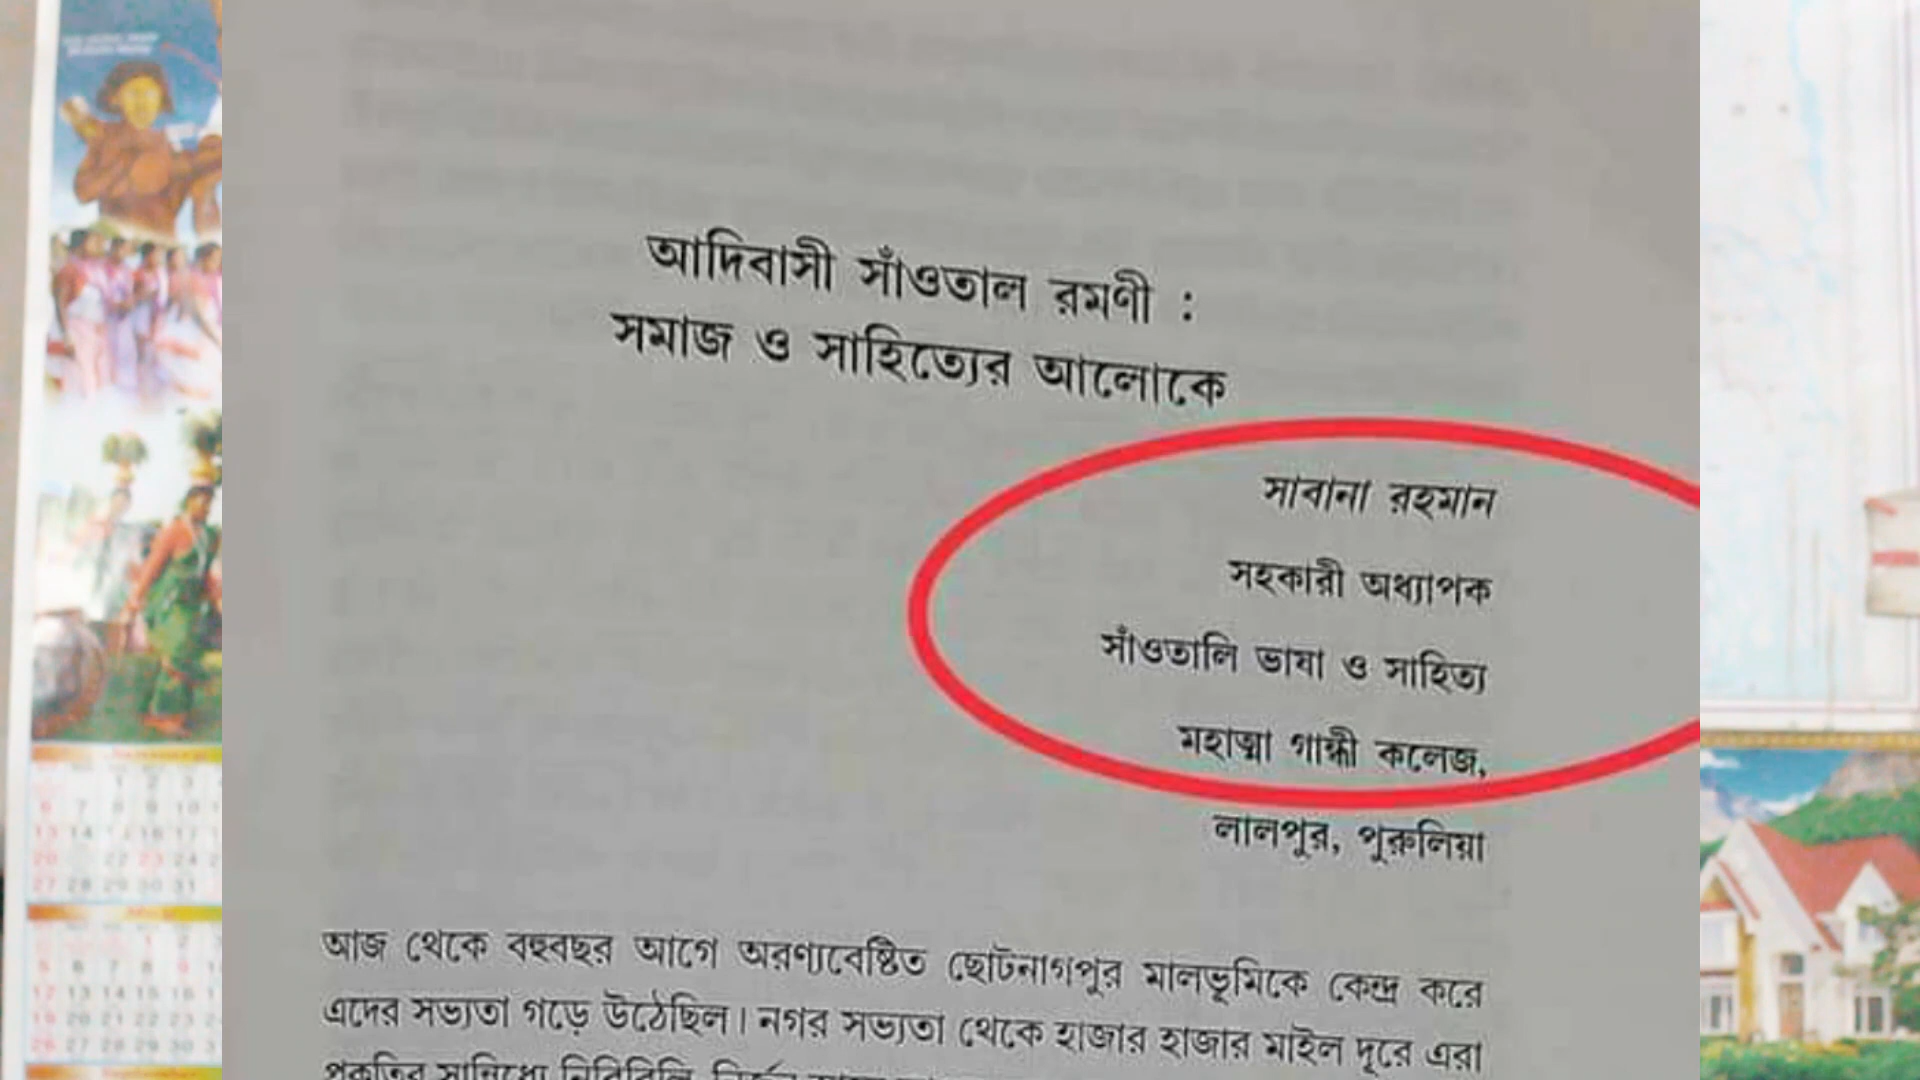 আদিবাসী সাঁওতাল রমণী :
সমাজ ও সাহিত্যের আলোকে
সাবানা রহমান
সহকারী অধ্যাপক
সাঁওতালি ভাষা ও সাহিত্য
মহাত্মা গান্ধী কলেজ,
লালপুর, পুরুলিয়া
আজ থেকে বহুবছর আগে অরণ্যবেষ্টিত ছোটনাগপুর মালভূমিকে কেন্দ্র করে
এদের সভ্যতা গড়ে উঠেছিল। নগর সভ্যতা থেকে হাজার হাজার মাইল দূরে এরা
প্রকৃতির সান্নিধ্যে নিরিবিলি